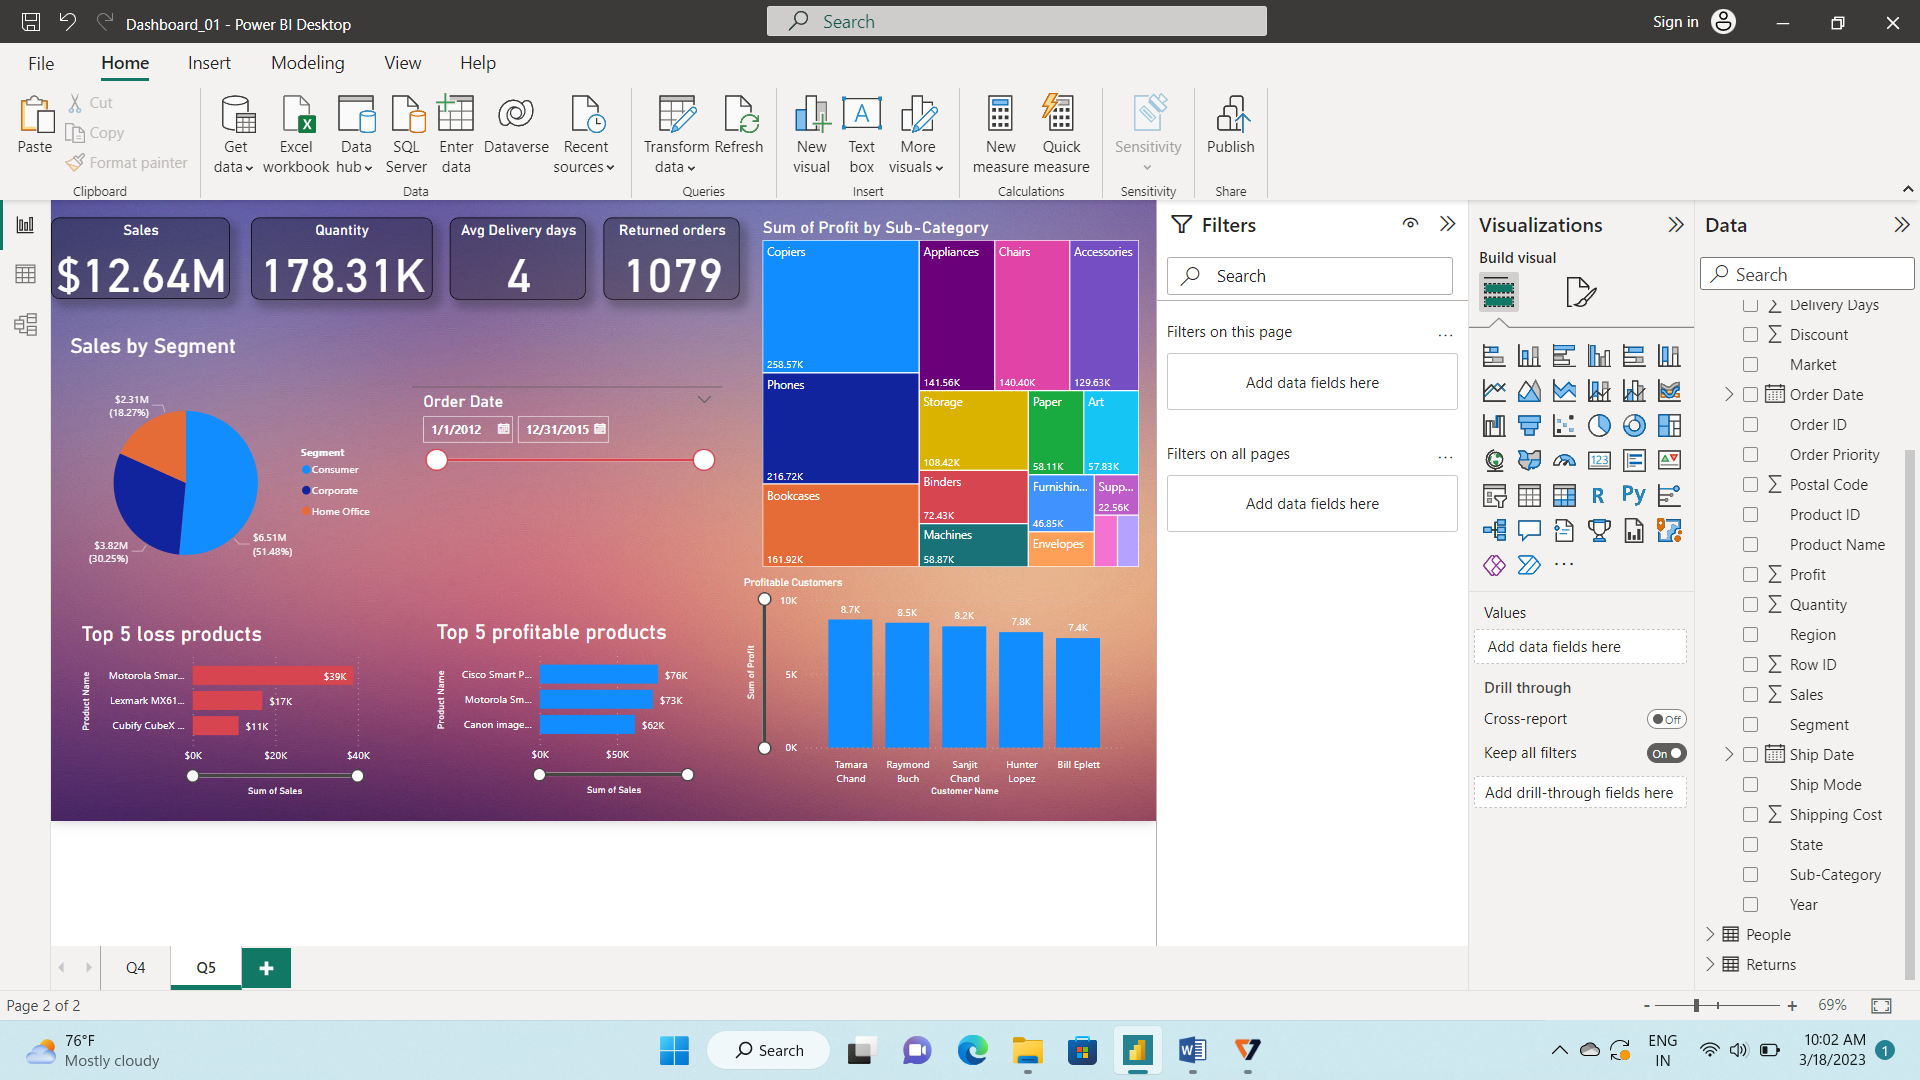 Dashboard_01 - Power BI Desktop
Search
Sign in
File
Home
Insert
Modeling
View
Help
Paste
Cut
Copy
Format painter
Clipboard
Get data
Excel workbook
Data hub
SQL Server
Enter data
Dataverse
Recent sources
Data
Transform data
Refresh
Queries
New visual
Text box
More visuals
Insert
New measure
Quick measure
Calculations
Sensitivity
Sensitivity
Publish
Share
Sales
$12.64M
Quantity
178.31K
Avg Delivery days
4
Returned orders
1079
Sales by Segment
$2.31M
(18.27%)
$3.82M
(30.25%)
$6.51M
(51.48%)
Segment
Consumer
Corporate
Home Office
Order Date
1/1/2012
12/31/2015
Sum of Profit by Sub-Category
Copiers
258.57K
Phones
216.72K
Bookcases
161.92K
Appliances
141.56K
Chairs
140.40K
Accessories
129.63K
Storage
108.42K
Binders
72.43K
Machines
58.87K
Paper
58.11K
Art
57.83K
Furnishin...
46.85K
Envelopes
Supp...
22.56K
Top 5 loss products
Product Name
Motorola Smar...
$39K
Lexmark MX61...
$17K
Cubify CubeX ...
$11K
$0K
$20K
$40K
Sum of Sales
Top 5 profitable products
Product Name
Cisco Smart P...
$76K
Motorola Sm...
$73K
Canon image...
$62K
$0K
$50K
Sum of Sales
Profitable Customers
Sum of Profit
10K
5K
0K
8.7K
8.5K
8.2K
7.8K
7.4K
Tamara Chand
Raymond Buch
Sanjit Chand
Hunter Lopez
Bill Eplett
Customer Name
Filters
Search
Filters on this page
...
Add data fields here
Filters on all pages
...
Add data fields here
Visualizations
Build visual
123
R
Py
...
Values
Add data fields here
Drill through
Cross-report
Off
Keep all filters
On
Add drill-through fields here
Data
Search
Delivery Days
Discount
Market
Order Date
Order ID
Order Priority
Postal Code
Product ID
Product Name
Profit
Quantity
Region
Row ID
Sales
Segment
Ship Date
Ship Mode
Shipping Cost
State
Sub-Category
Year
People
Returns
Q4
Q5
Page 2 of 2
- + 69%
76°F
Mostly cloudy
Search
ENG
IN
10:02 AM
3/18/2023
1